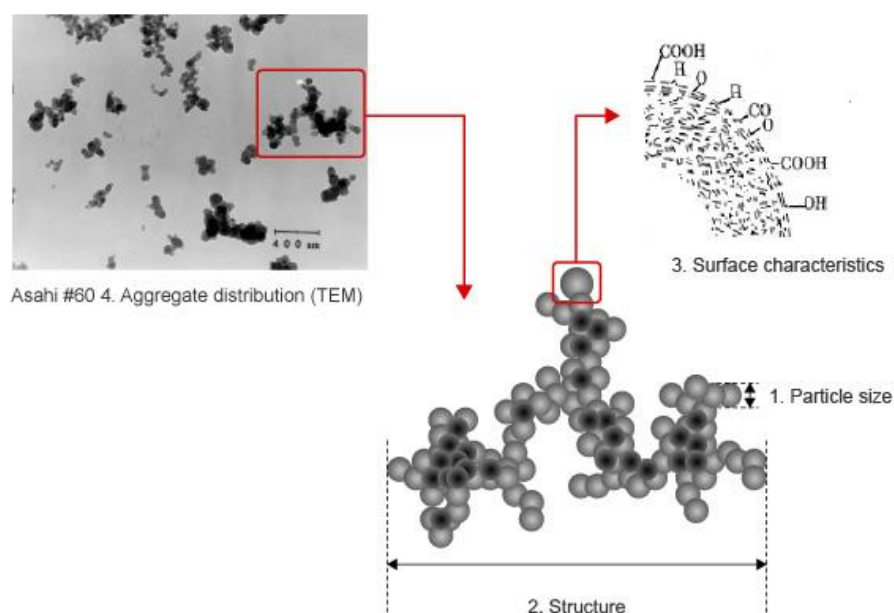 400 nm
Asahi #60 4. Aggregate distribution (TEM)
COOH
H
O
H
CO
O
COOH
OH
3. Surface characteristics
1. Particle size
2. Structure